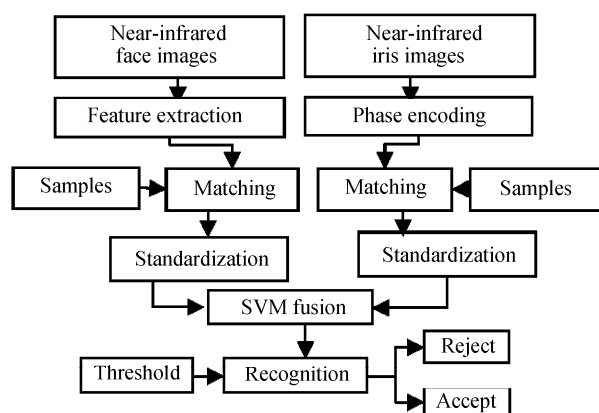 Near-infrared
face images
Near-infrared
iris images
Feature extraction
Phase encoding
Samples
Matching
Matching
Samples
Standardization
Standardization
SVM fusion
Threshold
Recognition
Reject
Accept